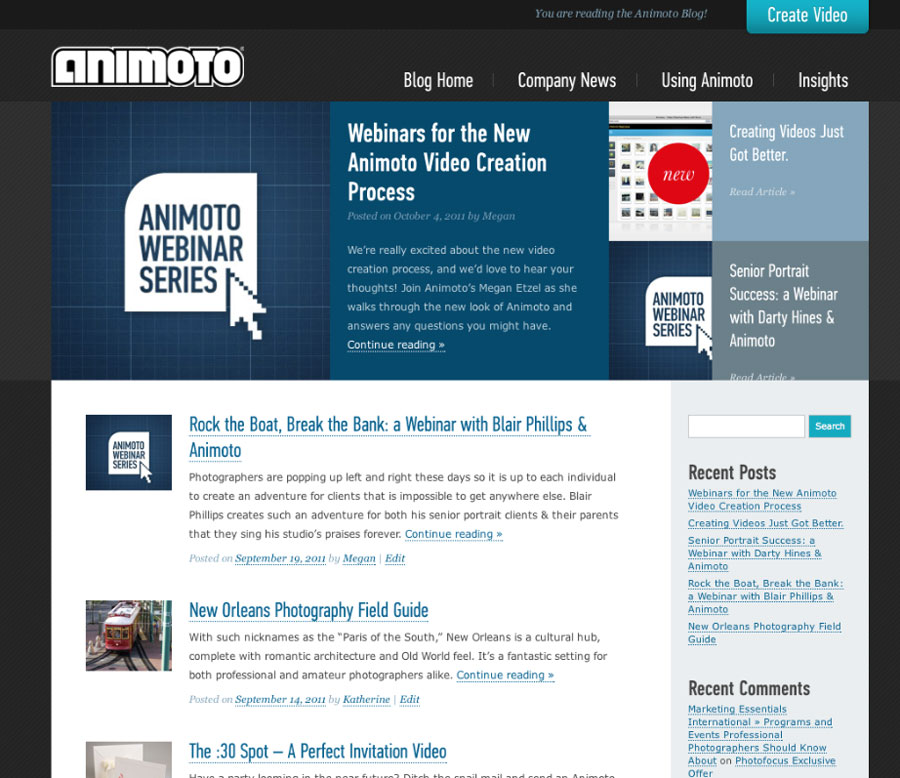 You are reading the Animoto Blog!
Create Video
ANIMOTO
Blog Home
Company News
Using Animoto
Insights
ANIMOTO
WEBINAR
SERIES
Webinars for the New
Animoto Video Creation
Process
Posted on October 4, 2011 by Megan
We're really excited about the new video
creation process, and we'd love to hear your
thoughts! Join Animoto's Megan Etzel as she
walks through the new look of Animoto and
answers any questions you might have.
Continue reading »
new
Creating Videos Just
Got Better.
Read Article »
ANIMOTO
WEBINAR
SERIES
Senior Portrait
Success: a Webinar
with Darty Hines &
Animoto
Read Article »
ANIMOTO
WEBINAR
SERIES
Rock the Boat, Break the Bank: a Webinar with Blair Phillips &
Animoto
Photographers are popping up left and right these days so it is up to each individual
to create an adventure for clients that is impossible to get anywhere else. Blair
Phillips creates such an adventure for both his senior portrait clients & their parents
that they sing his studio's praises forever. Continue reading »
Posted on September 19, 2011 by Megan | Edit
New Orleans Photography Field Guide
With such nicknames as the “Paris of the South,” New Orleans is a cultural hub,
complete with romantic architecture and Old World feel. It's a fantastic setting for
both professional and amateur photographers alike. Continue reading »
Posted on September 14, 2011 by Katherine | Edit
The :30 Spot – A Perfect Invitation Video
Have a party looming in the near future? Ditch the snail mail and send an Animoto
Search
Recent Posts
Webinars for the New Animoto
Video Creation Process
Creating Videos Just Got Better.
Senior Portrait Success: a
Webinar with Darty Hines &
Animoto
Rock the Boat, Break the Bank:
a Webinar with Blair Phillips &
Animoto
New Orleans Photography Field
Guide
Recent Comments
Marketing Essentials
International » Programs and
Events Professional
Photographers Should Know
About on Photofocus Exclusive
Offer